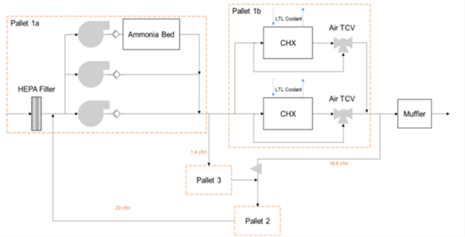 Pallet 1a
Ammonia Bed
HEPA Filter
Pallet 1b
LTL Coolant
CHX
Air TCV
LTL Coolant
CHX
Air TCV
Muffler
1.4 cfm
18.6 cfm
Pallet 3
20 cfm
Pallet 2